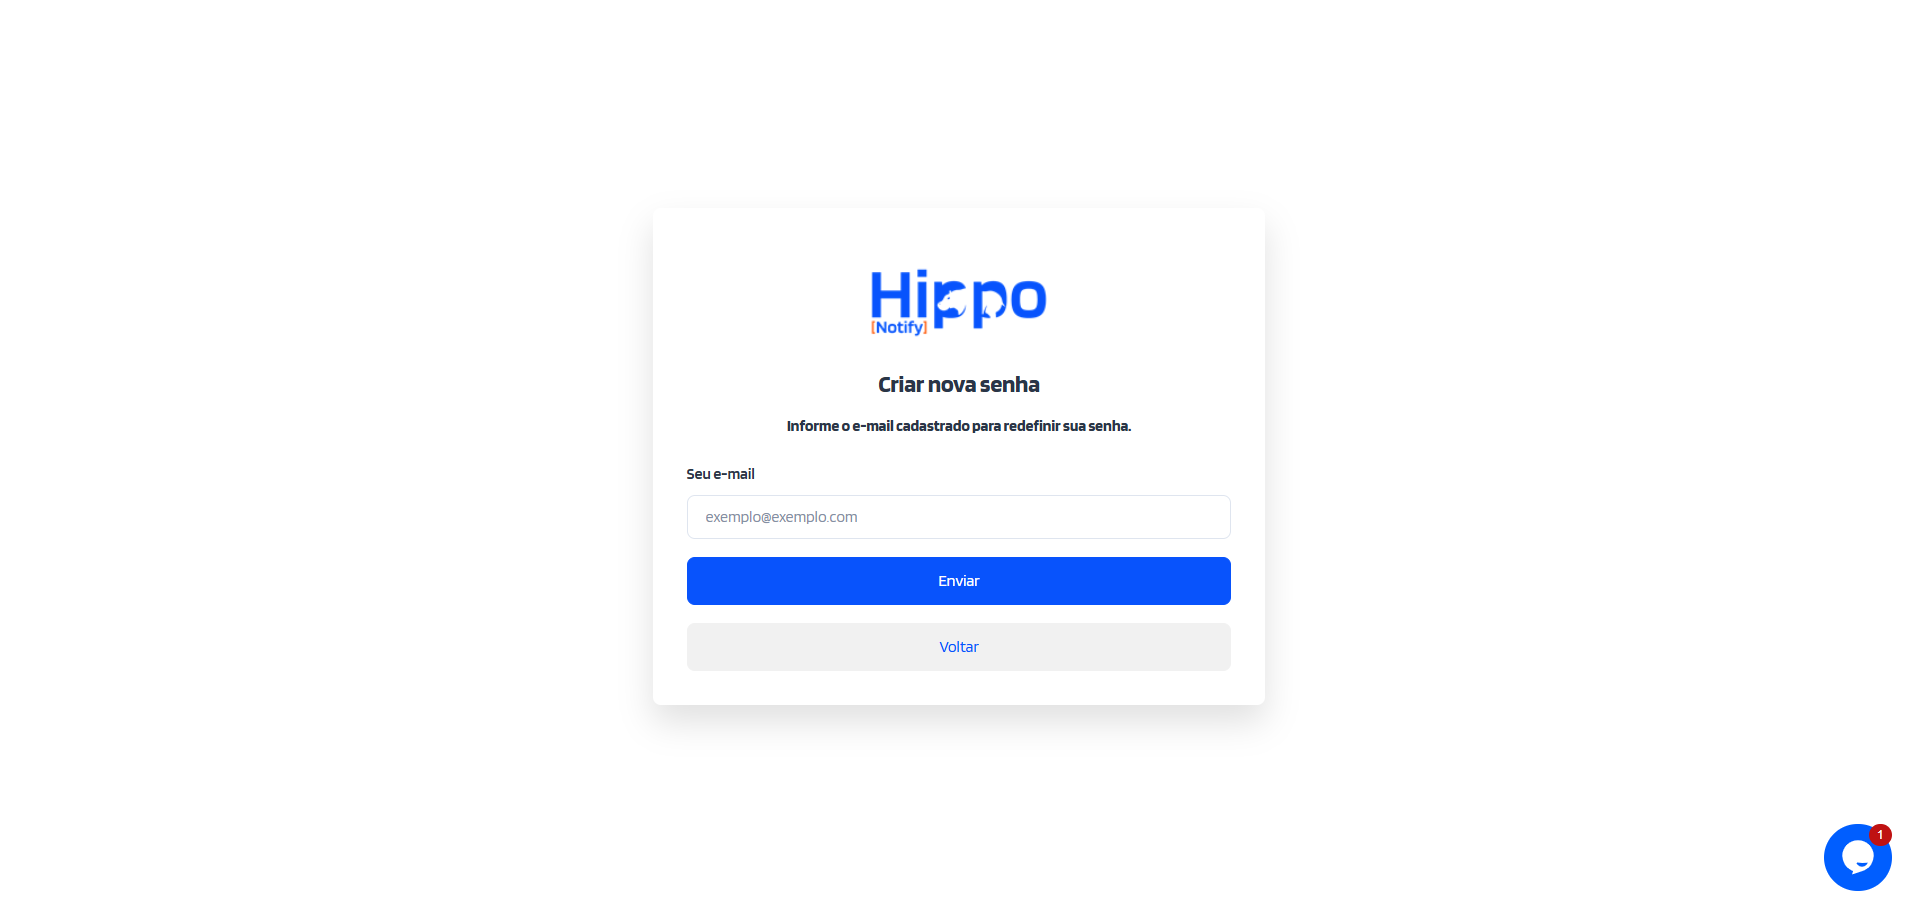 Hippo
[Notify]
Criar nova senha
Informe o e-mail cadastrado para redefinir sua senha.
Seu e-mail
exemplo@exemplo.com
Enviar
Voltar
1